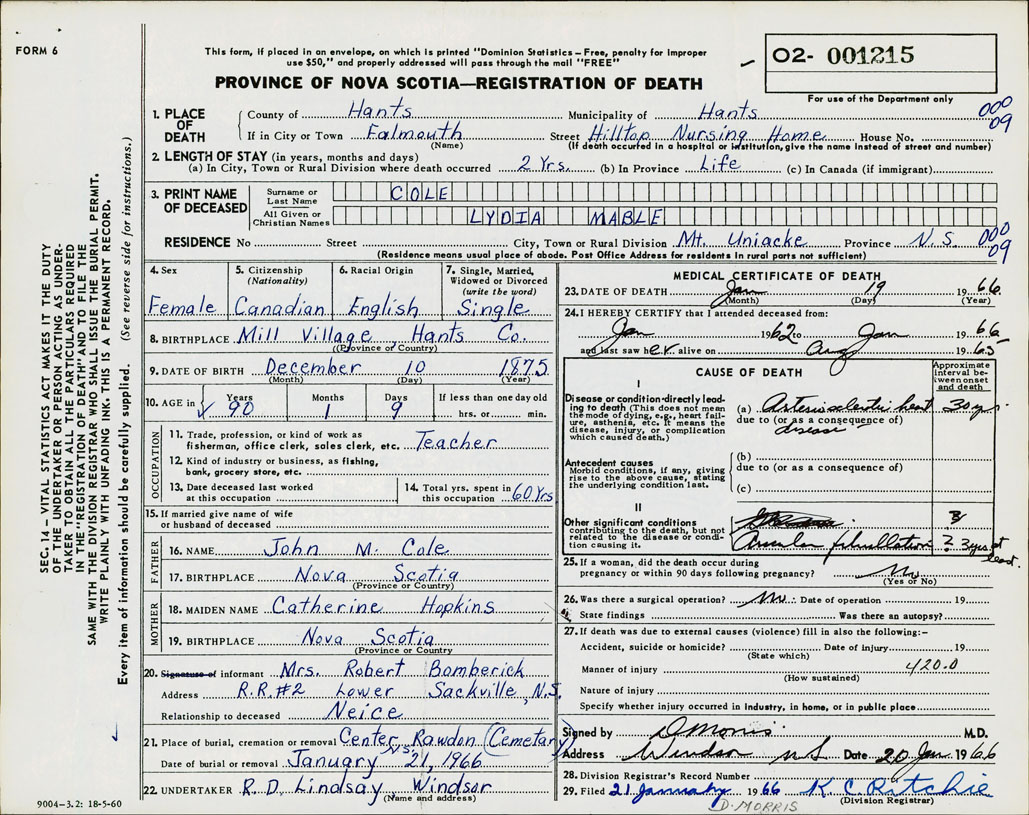 FORM 6
This form, if placed in an envelope, on which is printed "Dominion Statistics – Free, penalty for improper
use $50," and properly addressed will pass through the mail "FREE"
PROVINCE OF NOVA SCOTIA—REGISTRATION OF DEATH
O2- 001215
For use of the Department only
SEC. 14 – VITAL STATISTICS ACT MAKES IT THE DUTY
OF THE UNDERTAKER OR PERSON ACTING AS UNDER-
TAKER TO OBTAIN ALL THE PARTICULARS REQUIRED
IN THE "REGISTRATION OF DEATH" AND TO FILE THE
SAME WITH THE DIVISION REGISTRAR WHO SHALL ISSUE THE BURIAL PERMIT.
WRITE PLAINLY WITH UNFADING INK. THIS IS A PERMANENT RECORD.
Every item of information should be carefully supplied. (See reverse side for instructions.)
1. PLACE OF DEATH County of Hants Municipality of Hants 000 09
If in City or Town Falmouth (Name) Street Hilltop Nursing Home House No.
(If death occurred in a hospital or institution, give the name instead of street and number)
2. LENGTH OF STAY (in years, months and days)
(a) In City, Town or Rural Division where death occurred 2 Yrs. (b) In Province Life (c) In Canada (if immigrant)
3. PRINT NAME OF DECEASED Surname or Last Name COLE
All Given or Christian Names LYDIA MABLE
RESIDENCE No Street City, Town or Rural Division Mt. Uniacke Province N.S. 000 09
(Residence means usual place of abode. Post Office Address for residents in rural parts not sufficient)
4. Sex Female
5. Citizenship (Nationality) Canadian
6. Racial Origin English
7. Single, Married, Widowed or Divorced (write the word) Single
8. BIRTHPLACE Mill Village Hants Co.
(Province or Country)
9. DATE OF BIRTH December 10 1875
(Month) (Day) (Year)
10. AGE in Years 90 Months 1 Days 9 If less than one day old hrs. or min.
OCCUPATION
11. Trade, profession, or kind of work as
fisherman, office clerk, sales clerk, etc. Teacher
12. Kind of industry or business, as fishing,
bank, grocery store, etc.
13. Date deceased last worked
at this occupation
14. Total yrs. spent in
this occupation 60 Yrs
15. If married give name of wife
or husband of deceased
FATHER
16. NAME John M. Cole
17. BIRTHPLACE Nova Scotia
(Province or Country)
MOTHER
18. MAIDEN NAME Catherine Hopkins
19. BIRTHPLACE Nova Scotia
(Province or Country)
20. Signature of informant Mrs. Robert Bomberick
Address R.R.#2 Lower Sackville, N.S.
Relationship to deceased Neice
21. Place of burial, cremation or removal Center Rawdon (Cemetary) N.S.
Date of burial or removal January 21, 1966
22. UNDERTAKER R. D. Lindsay Windsor
(Name and address)
9004–3.2: 18-5-60
MEDICAL CERTIFICATE OF DEATH
23. DATE OF DEATH Jan 19 1966
(Month) (Day) (Year)
24. I HEREBY CERTIFY that I attended deceased from:
Jan 1962 to Jan 1966
and last saw her alive on Aug 1965
CAUSE OF DEATH
Approximate interval between onset and death
I
Disease or condition directly lead-
ing to death (This does not mean
the mode of dying, e.g., heart fail-
ure, asthenia, etc. It means the
disease, injury, or complication
which caused death.)
(a) Arteriosclerotic heart 30 yrs
due to (or as a consequence of)
disease
Antecedent causes
Morbid conditions, if any, giving
rise to the above cause, stating
the underlying condition last.
(b)
due to (or as a consequence of)
(c)
II
Other significant conditions
contributing to the death, but not
related to the disease or condi-
tion causing it.
Auricular fibrillation ? 3 yrs at least.
25. If a woman, did the death occur during
pregnancy or within 90 days following pregnancy? No
(Yes or No)
26. Was there a surgical operation? No Date of operation 19
State findings Was there an autopsy?
27. If death was due to external causes (violence) fill in also the following:–
Accident, suicide or homicide? Date of injury 19
(State which)
Manner of injury 420.0
(How sustained)
Nature of injury
Specify whether injury occurred in industry, in home, or in public place
Signed by D Morris M.D.
Address Windsor NS Date 20 Jan 1966
28. Division Registrar's Record Number
29. Filed 21 January 1966 K. C. Ritchie
(Division Registrar)
D. MORRIS